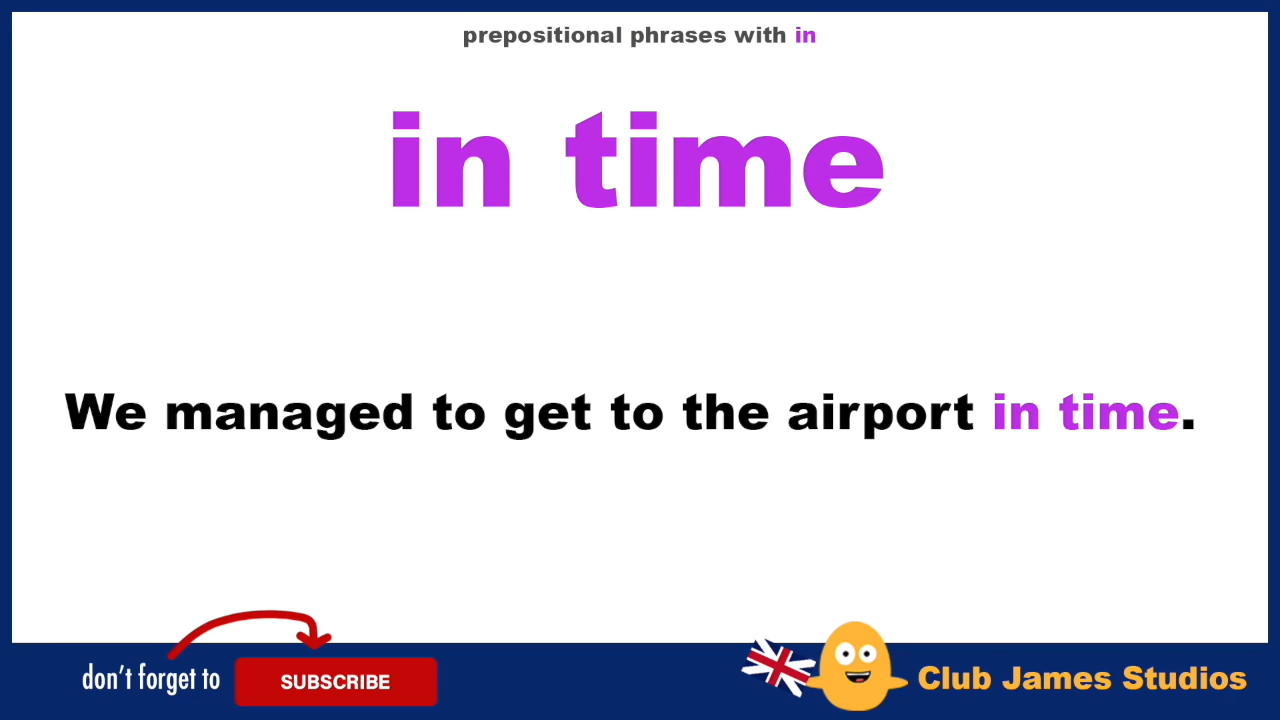 prepositional phrases with in
in time
We managed to get to the airport in time.
don't forget to
SUBSCRIBE
Club James Studios